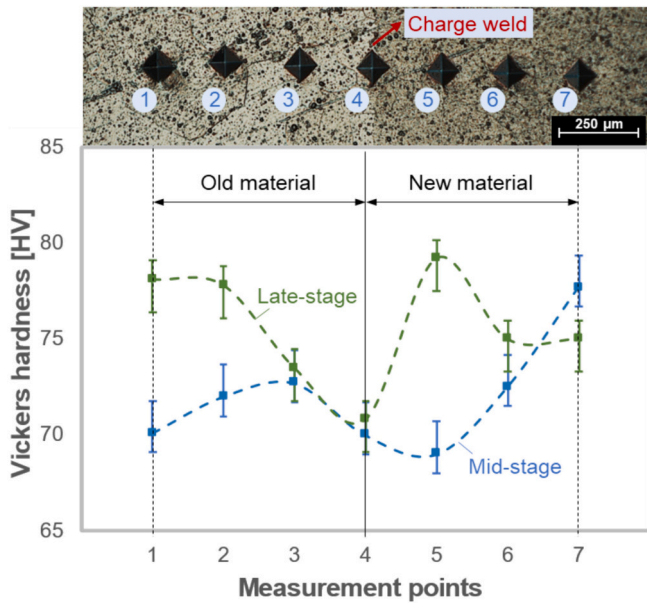 Charge weld
1 2 3 4 5 6 7
250 µm
85
80
75
70
65
Vickers hardness [HV]
Old material
New material
Late-stage
Mid-stage
1 2 3 4 5 6 7
Measurement points